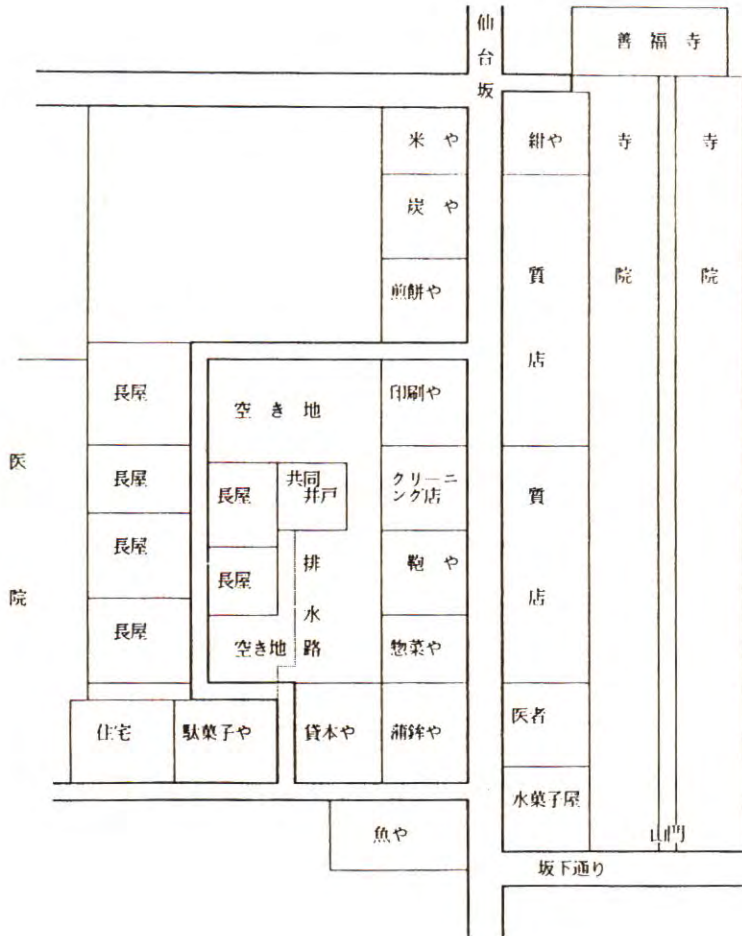 仙台坂
善福寺
米や
紺や
寺院
寺院
炭や
煎餅や
質店
長屋
空き地
印刷や
医院
長屋
長屋
共同
井戸
クリーニ
ング店
質店
長屋
長屋
排水路
鞄や
長屋
空き地
惣菜や
住宅
駄菓子や
貸本や
蒲鉾や
医者
水菓子屋
魚や
山門
坂下通り